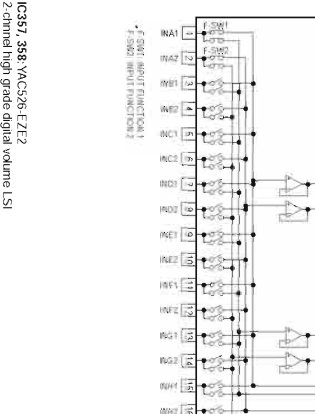 IC357, 358: YAC526-EZE2
2-chnnel high grade digital volume LSI
* F-SW1: INPUT FUNCTION 1
F-SW2: INPUT FUNCTION 2
F-SW1
INA1 1
F-SW2
INA2 2
INB1 3
INB2 4
INC1 5
INC2 6
IND1 7
IND2 8
INE1 9
INE2 10
INF1 11
INF2 12
ING1 13
ING2 14
INH1 15
INH2 16